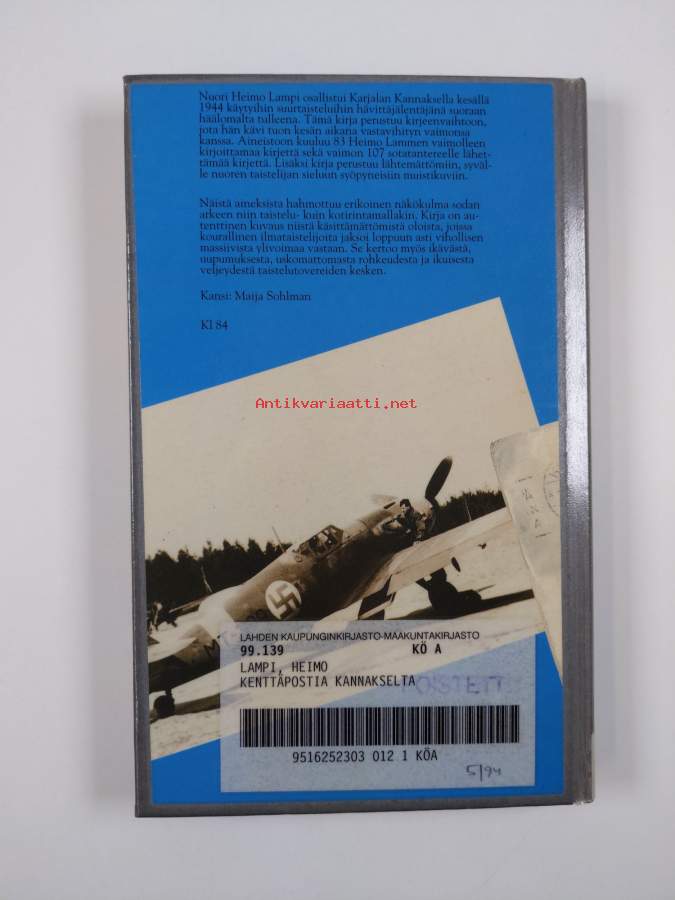 Nuori Heimo Lampi osallistui Karjalan Kannaksella kesällä
1944 käytyihin suurtaisteluihin hävittäjälentäjänä suoraan
häälomalta tulleena. Tämä kirja perustuu kirjeenvaihtoon,
jota hän kävi tuon kesän aikana vastavihityn vaimonsa
kanssa. Aineistoon kuuluu 83 Heimo Lammen vaimolleen
kirjoittamaa kirjettä sekä vaimon 107 sotatantereelle lähet-
tämää kirjettä. Lisäksi kirja perustuu lähtemättömiin, syväl-
le nuoren taistelijan sieluun syöpyneisiin muistikuviin.
Näistä aineksista hahmottuu erikoinen näkökulma sodan
arkeen niin taistelu- kuin kotirintamallakin. Kirja on au-
tenttinen kuvaus niistä käsittämättömistä oloista, joissa
kourallinen ilmataistelijoita jaksoi loppuun asti vihollisen
massiivista ylivoimaa vastaan. Se kertoo myös ikävästä,
uupumuksesta, uskomattomasta rohkeudesta ja ikuisesta
veljeydestä taistelutovereiden kesken.
Kansi: Maija Sohlman
Kl 84
Antikvariaatti.net
MT
LAHDEN KAUPUNGINKIRJASTO-MAAKUNTAKIRJASTO
99.139 KÖ A
LAMPI, HEIMO
KENTTÄPOSTIA KANNAKSELTA
POISTETTU
9516252303 012 1 KÖA
5/94